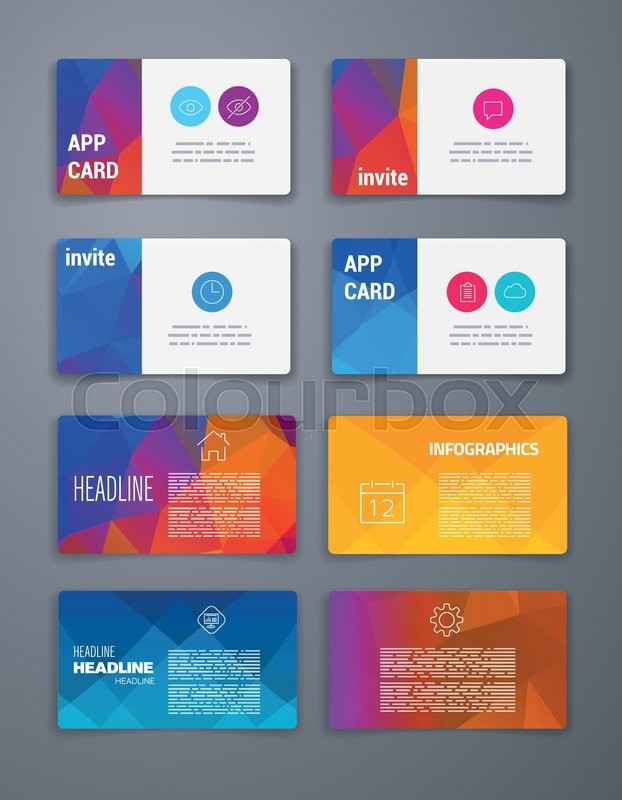 APP
CARD
invite
invite
APP
CARD
Colourbox
HEADLINE
INFOGRAPHICS
12
HEADLINE
HEADLINE
HEADLINE